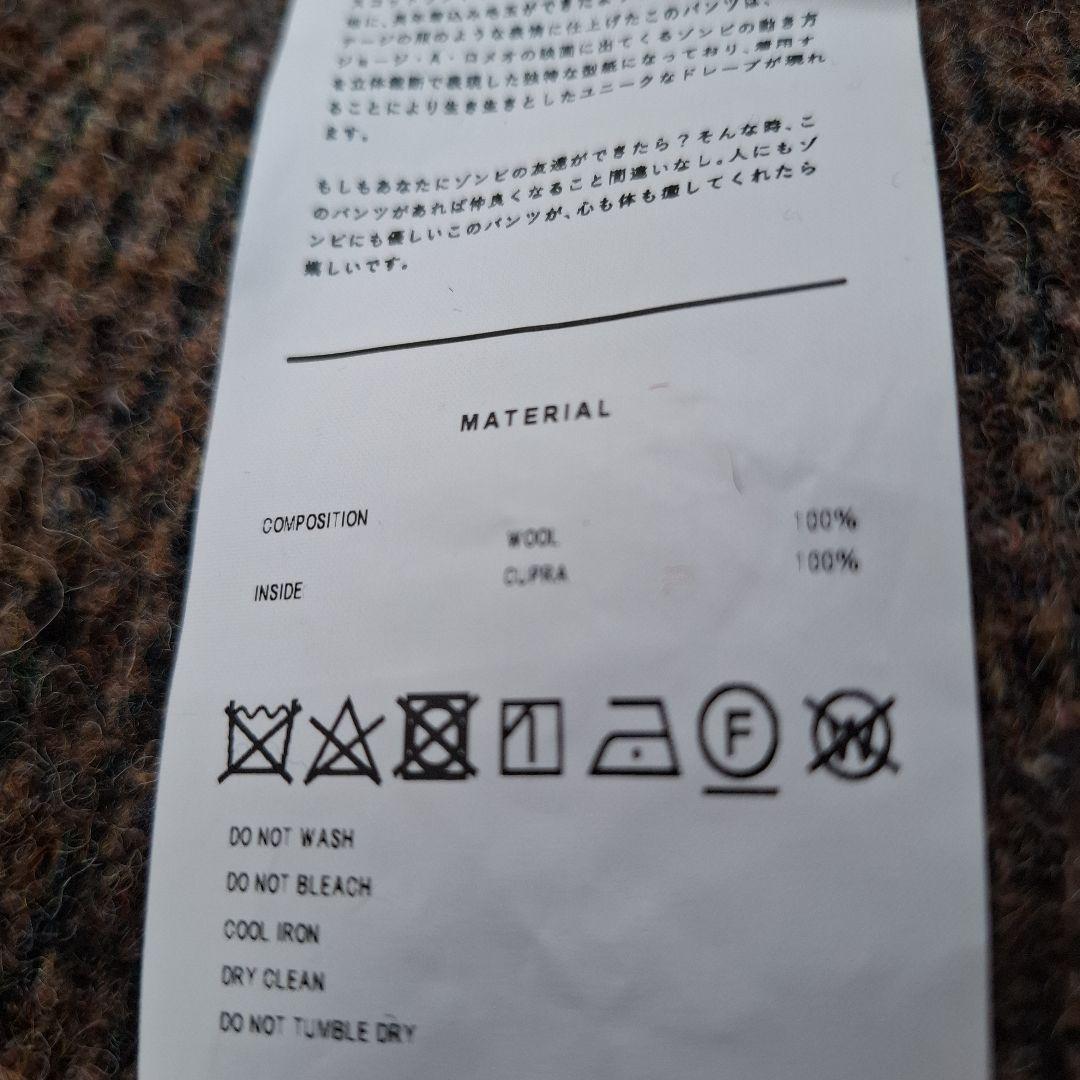 テージの服のような表情に仕上げたこのパンツは、
ジョージ・A・ロメオの映画に出てくるゾンビの動き方
を立体裁断で表現した独特な型紙になっており、着用す
ることにより生き生きとしたユニークなドレープが現れ
ます。
もしもあなたにゾンビの友達ができたら？そんな時、こ
のパンツがあれば仲良くなること間違いなし。人にもゾ
ンビにも優しいこのパンツが、心も体も癒してくれたら
嬉しいです。
MATERIAL
COMPOSITION WOOL 100%
INSIDE CUPRA 100%
F W
DO NOT WASH
DO NOT BLEACH
COOL IRON
DRY CLEAN
DO NOT TUMBLE DRY